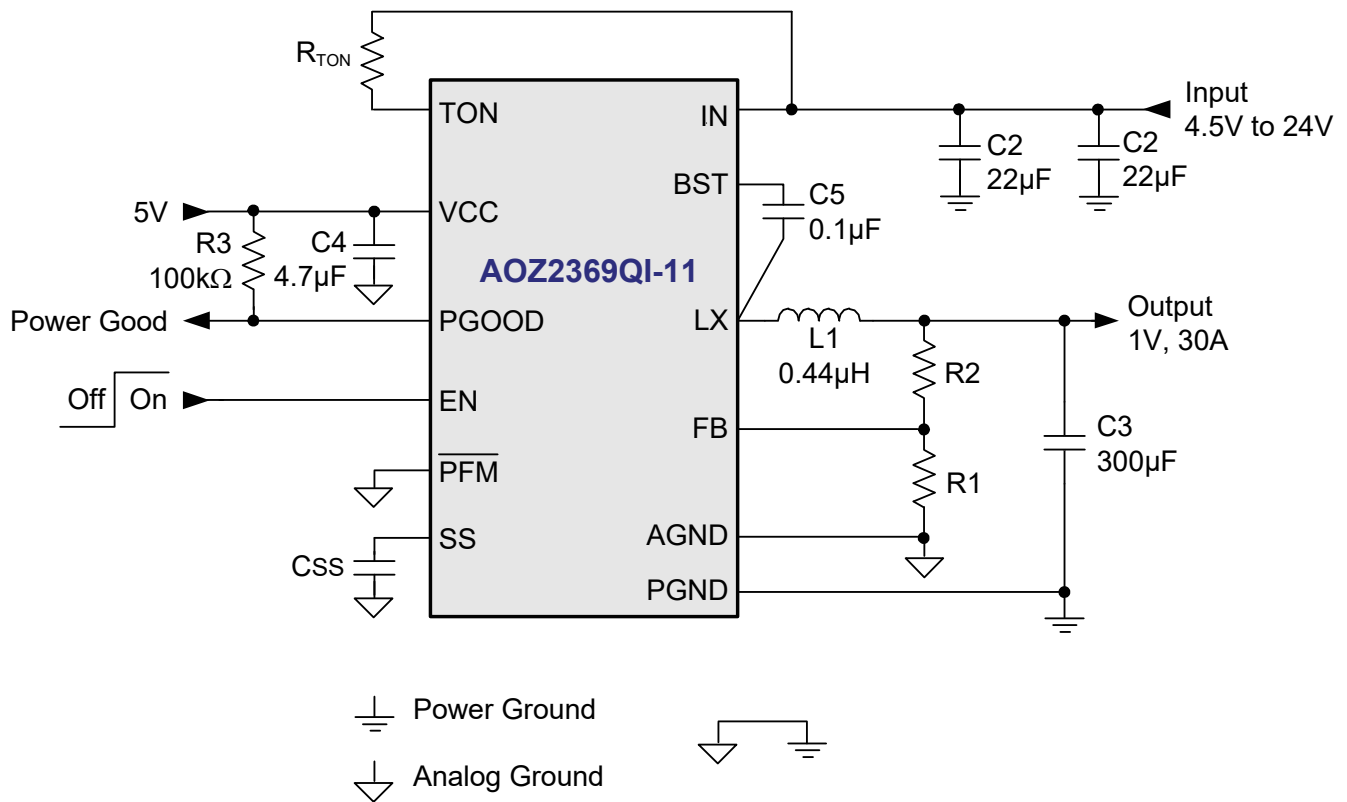 R_TON
TON
IN
Input
4.5V to 24V
C2
22µF
C2
22µF
BST
C5
0.1µF
5V
VCC
R3
100kΩ
C4
4.7µF
AOZ2369QI-11
Power Good
PGOOD
LX
L1
0.44µH
Output
1V, 30A
R2
Off On
EN
FB
C3
300µF
R1
PFM
SS
CSS
AGND
PGND
Power Ground
Analog Ground